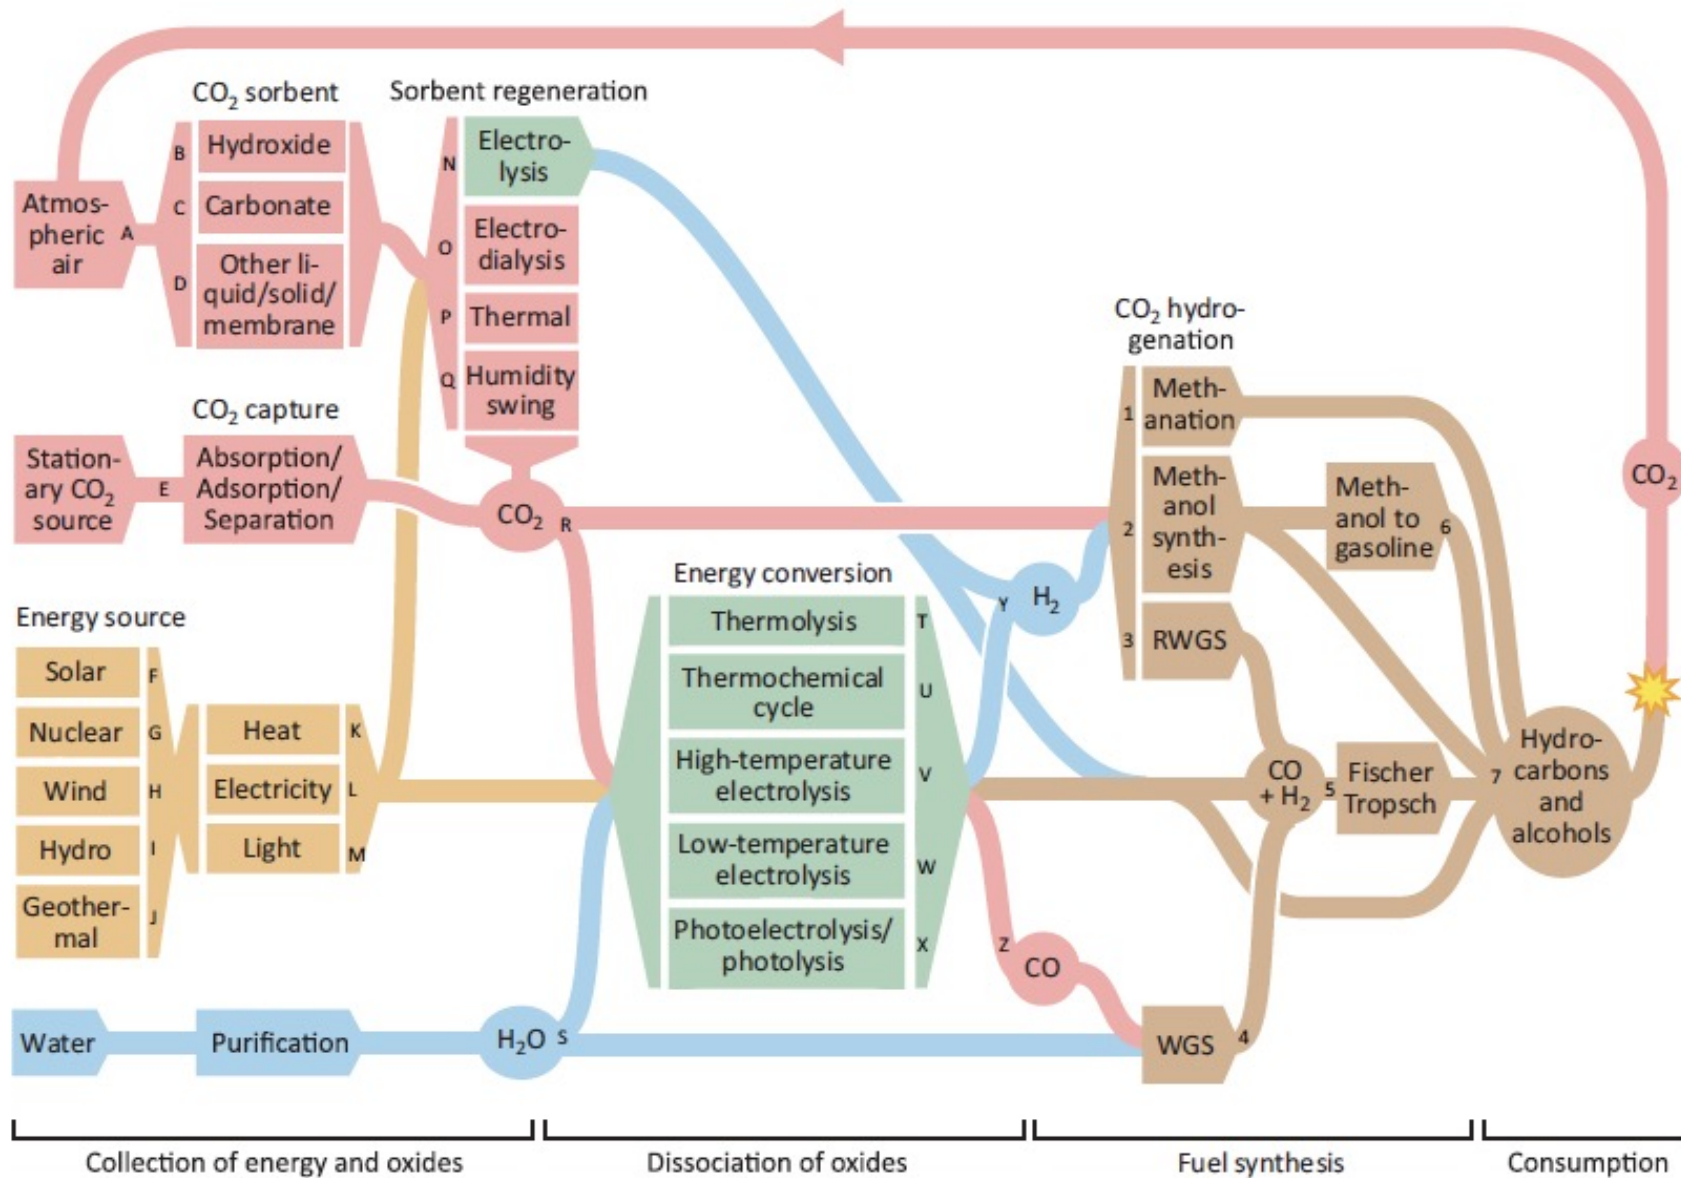 CO₂ sorbent
Sorbent regeneration
B
Hydroxide
C
Carbonate
D
Other li-
quid/solid/
membrane
Atmos-
pheric
air
A
N
Electro-
lysis
O
Electro-
dialysis
P
Thermal
Q
Humidity
swing
CO₂ capture
Station-
ary CO₂
source
E
Absorption/
Adsorption/
Separation
CO₂
R
Energy source
Solar
F
Nuclear
G
Wind
H
Hydro
I
Geother-
mal
J
Heat
K
Electricity
L
Light
M
Water
Purification
H₂O
S
Energy conversion
Thermolysis
T
Thermochemical
cycle
U
High-temperature
electrolysis
V
Low-temperature
electrolysis
W
Photoelectrolysis/
photolysis
X
Y
H₂
Z
CO
CO₂ hydro-
genation
1
Meth-
anation
2
Meth-
anol
synth-
esis
3
RWGS
Meth-
anol to
gasoline
6
CO
+ H₂
5
Fischer
Tropsch
WGS
4
7
Hydro-
carbons
and
alcohols
CO₂
Collection of energy and oxides
Dissociation of oxides
Fuel synthesis
Consumption